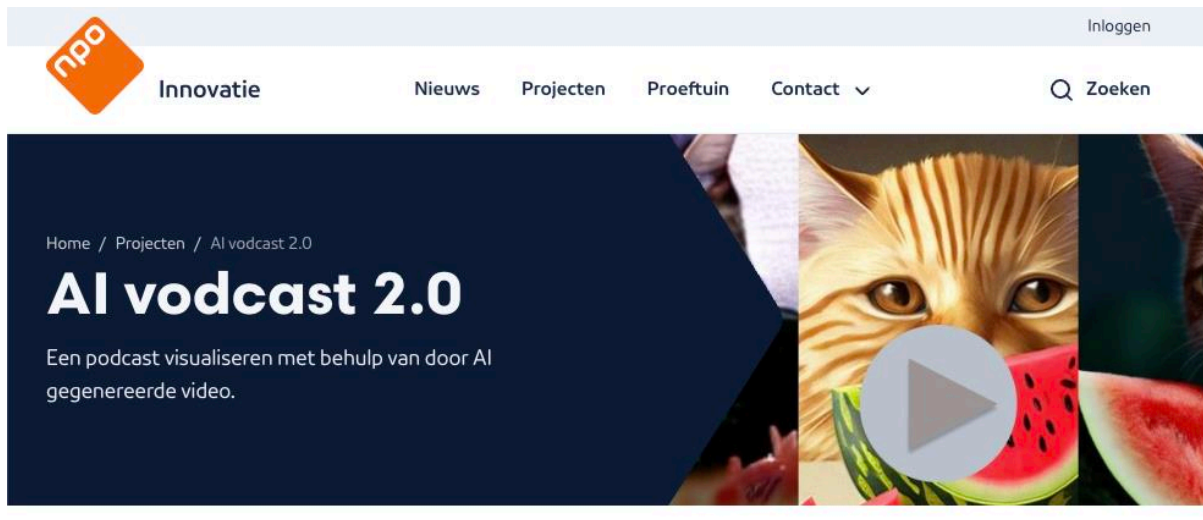 Inloggen
npo
Innovatie
Nieuws
Projecten
Proeftuin
Contact
Zoeken
Home / Projecten / AI vodcast 2.0
AI vodcast 2.0
Een podcast visualiseren met behulp van door AI
gegenereerde video.